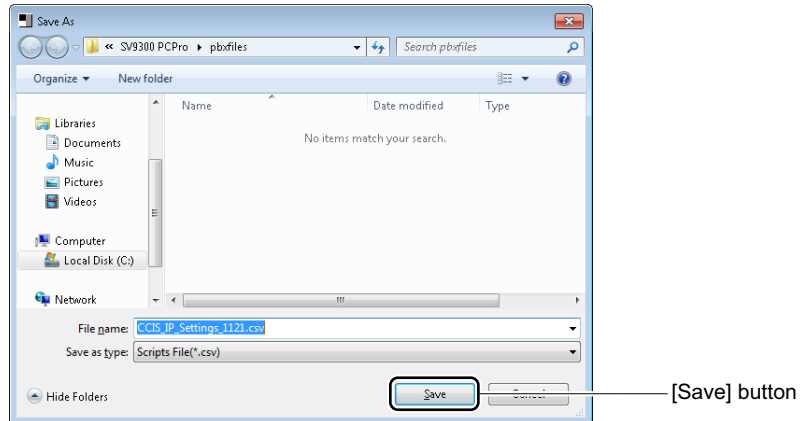 Save As
« SV9300 PCPro ▸ pbxfiles
Search pbxfiles
Organize ▾ New folder
Name Date modified Type
No items match your search.
Libraries
Documents
Music
Pictures
Videos
Computer
Local Disk (C:)
Network
File name: CCIS_IP_Settings_1121.csv
Save as type: Scripts File(*.csv)
Hide Folders
Save
Cancel
[Save] button